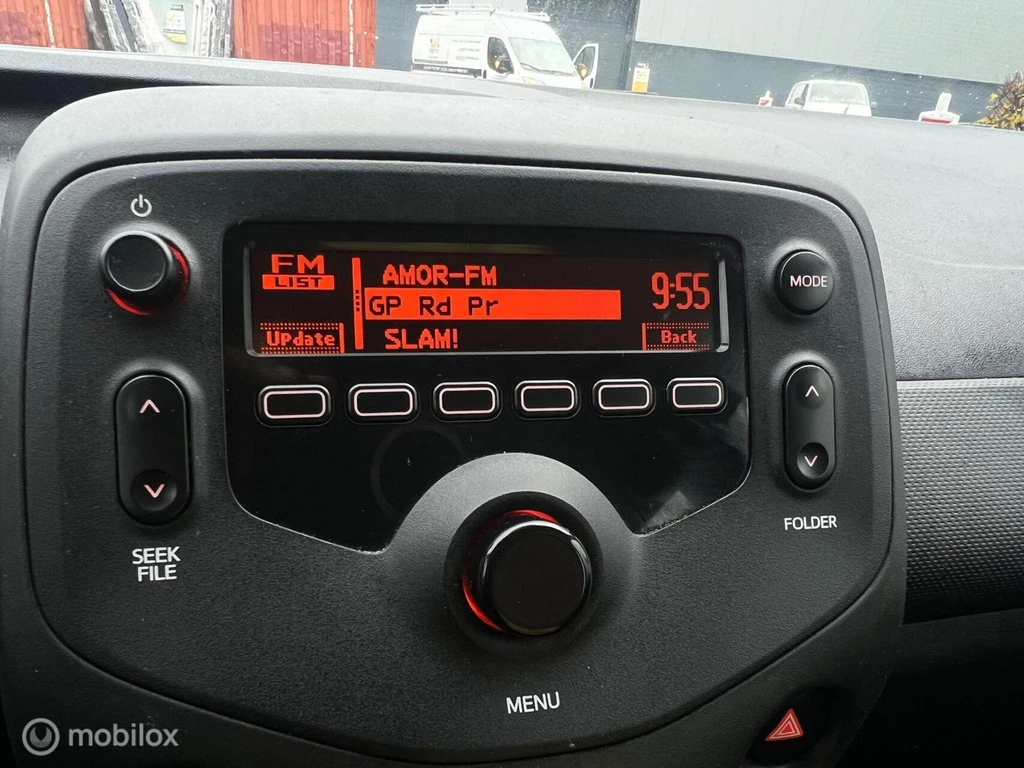 FM
LIST
AMOR-FM
GP Rd Pr
9:55
UPdate
SLAM!
Back
MODE
SEEK
FILE
FOLDER
MENU
mobilox